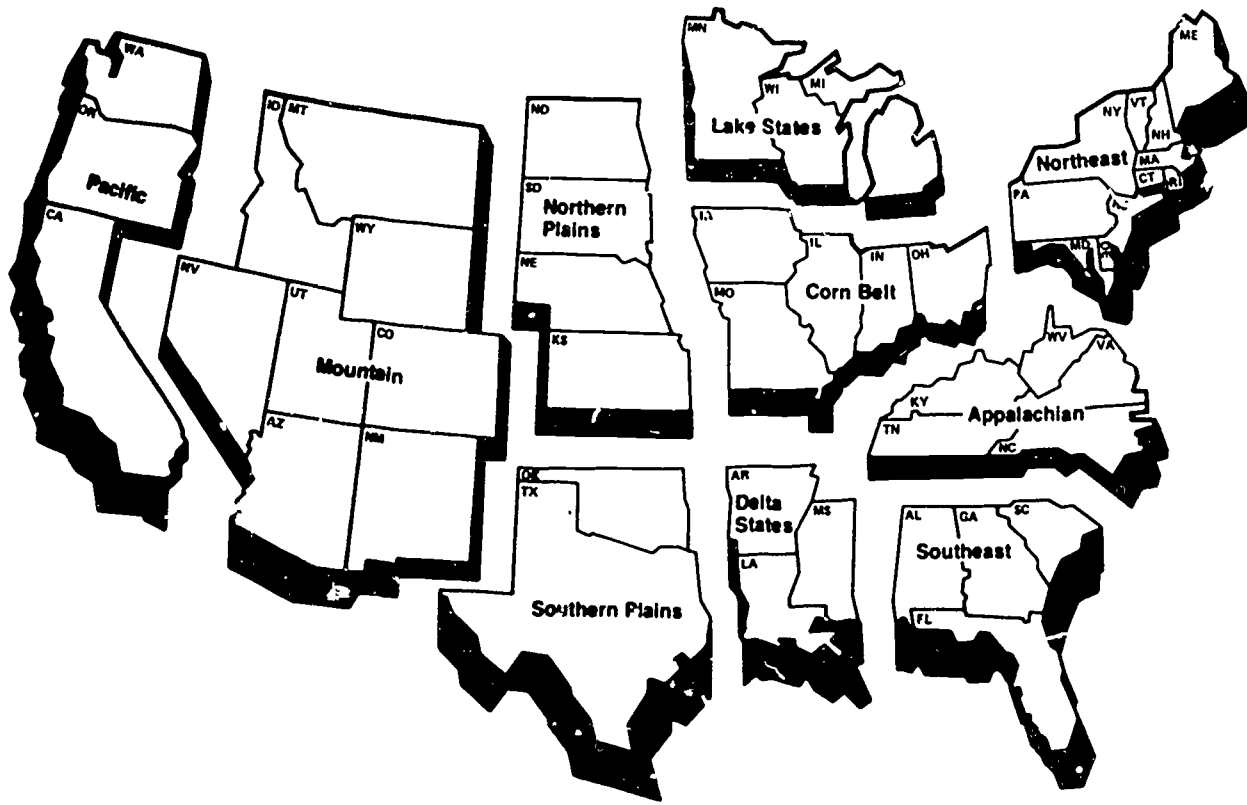 WA
OR
Pacific
CA
ID
MT
WY
NV
UT
CO
Mountain
AZ
NM
ND
SD
Northern
Plains
NE
KS
OK
TX
Southern Plains
MN
WI
MI
Lake States
IA
IL
IN
OH
MO
Corn Belt
AR
Delta
States
MS
LA
ME
NY
VT
NH
Northeast
MA
CT
RI
PA
MD
WV
VA
KY
Appalachian
TN
NC
AL
GA
SC
Southeast
FL